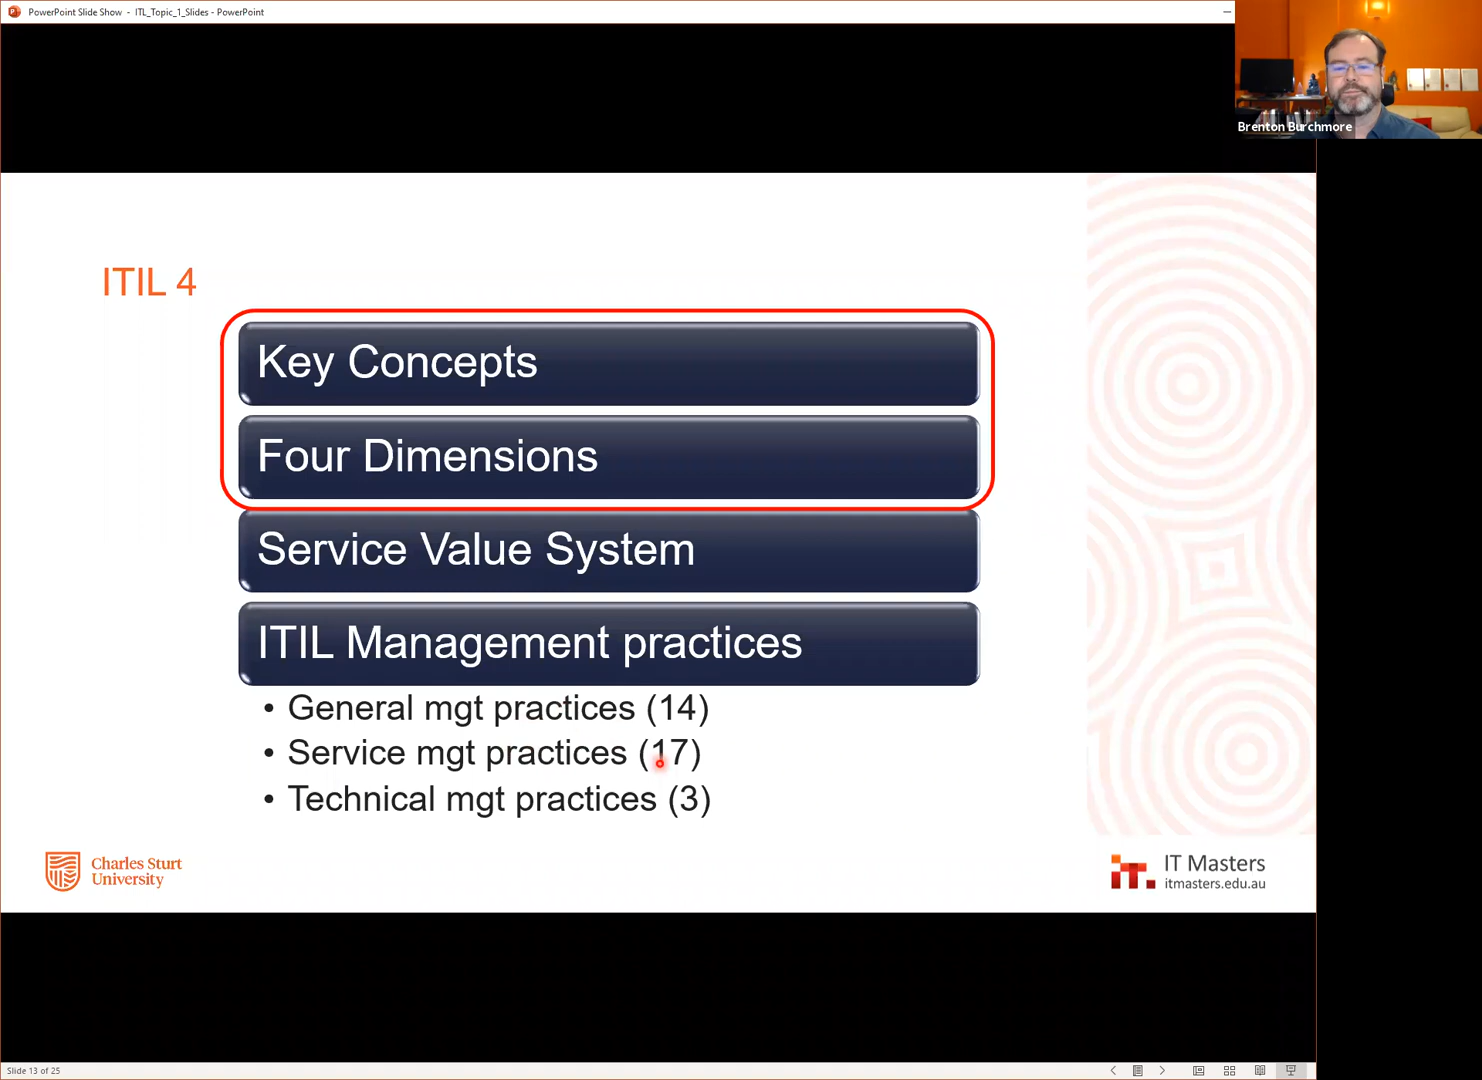 PowerPoint Slide Show - ITL_Topic_1_Slides - PowerPoint
Brenton Burchmore
ITIL 4
Key Concepts
Four Dimensions
Service Value System
ITIL Management practices
• General mgt practices (14)
• Service mgt practices (17)
• Technical mgt practices (3)
Charles Sturt
University
it.
IT Masters
itmasters.edu.au
Slide 13 of 25